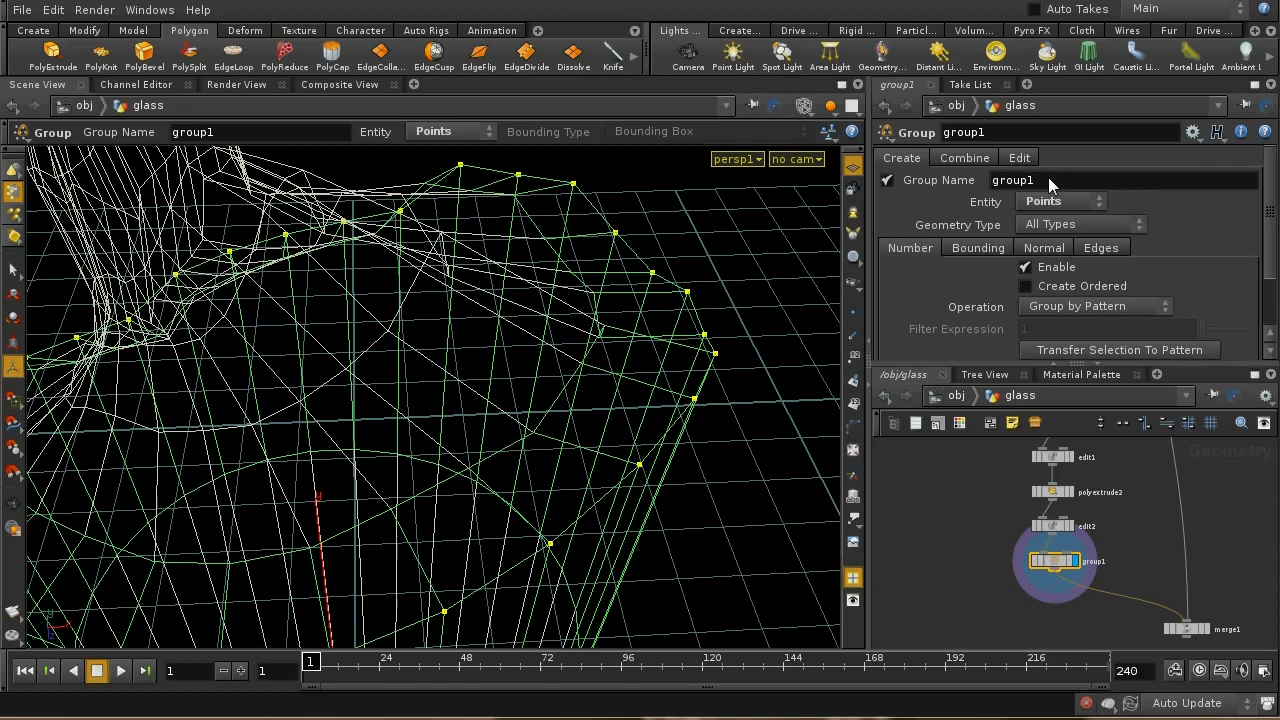 File Edit Render Windows Help Auto Takes Main
Create Modify Model Polygon Deform Texture Character Auto Rigs Animation Lights ... Create... Drive ... Rigid ... Particl... Volum... Pyro FX Cloth Wires Fur Drive ...
PolyExtrude PolyKnit PolyBevel PolySplit EdgeLoop PolyReduce PolyCap EdgeColla... EdgeCusp EdgeFlip EdgeDivide Dissolve Knife Camera Point Light Spot Light Area Light Geometry... Distant Li... Environm... Sky Light GI Light Caustic Li... Portal Light Ambient L
Scene View Channel Editor Render View Composite View group1 Take List
obj glass obj glass
Group Group Name group1 Entity Points Bounding Type Bounding Box Group group1
persp1 no cam
Create Combine Edit
Group Name group1
Entity Points
Geometry Type All Types
Number Bounding Normal Edges
Enable
Create Ordered
Operation Group by Pattern
Filter Expression 1
Transfer Selection To Pattern
/obj/glass Tree View Material Palette
obj glass
Geometry
edit1
polyextrude2
edit2
group1
merge1
1 1 1 24 48 72 96 120 144 168 192 216 240
Auto Update